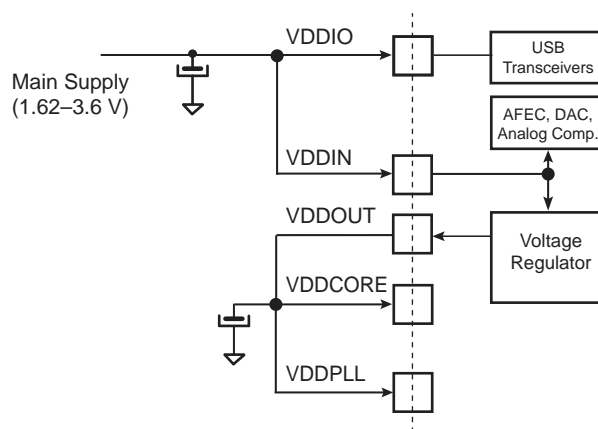 VDDIO
USB
Transceivers
Main Supply
(1.62–3.6 V)
AFEC, DAC,
Analog Comp.
VDDIN
VDDOUT
Voltage
Regulator
VDDCORE
VDDPLL